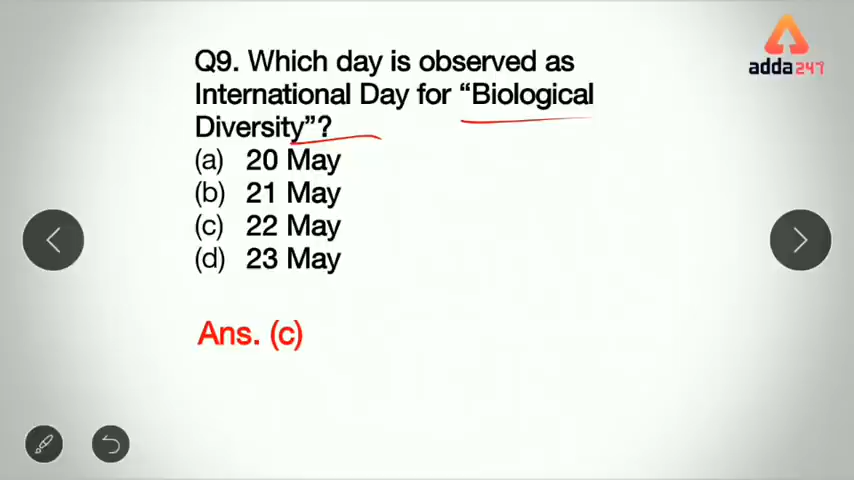 adda247
Q9. Which day is observed as
International Day for “Biological
Diversity”?
(a) 20 May
(b) 21 May
(c) 22 May
(d) 23 May
Ans. (c)